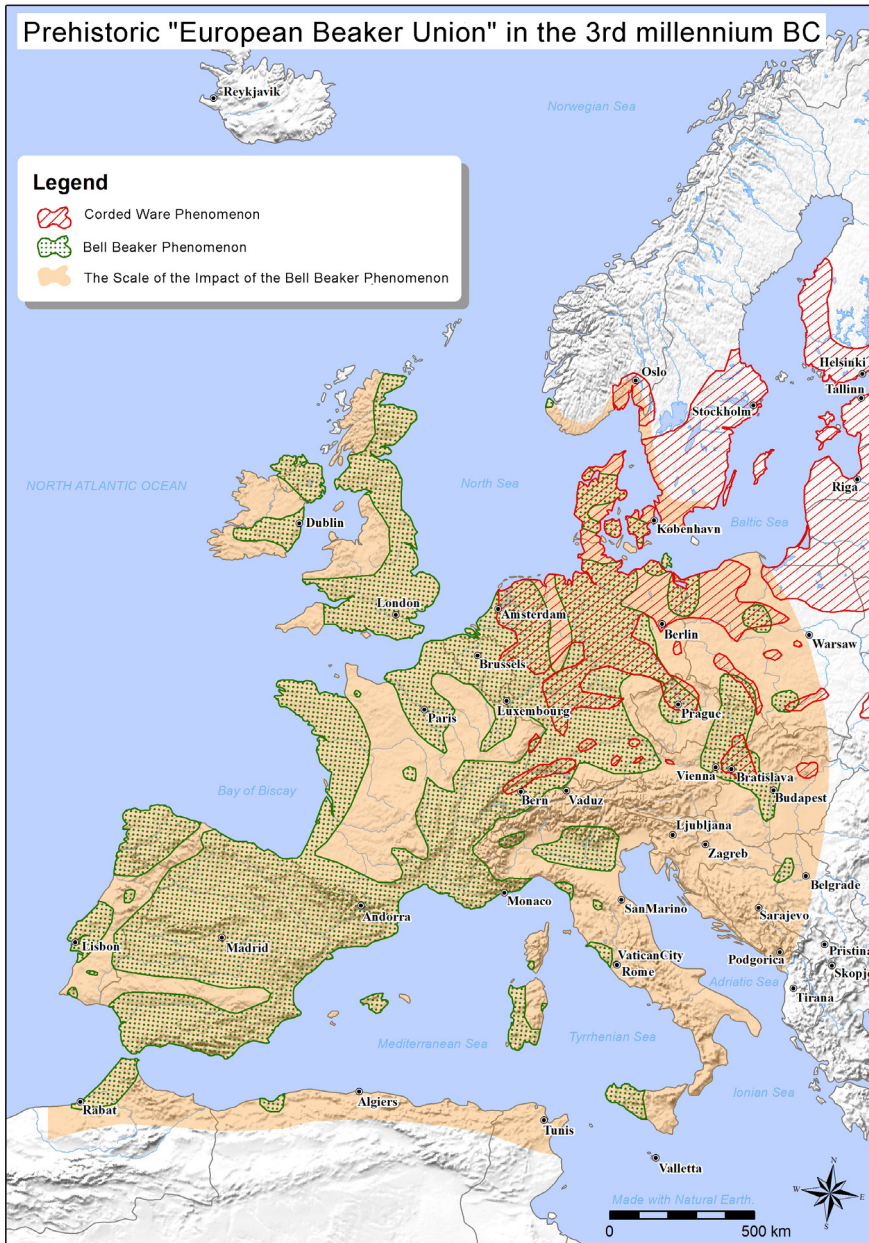 Prehistoric "European Beaker Union" in the 3rd millennium BC
Reykjavik
Norwegian Sea
Legend
Corded Ware Phenomenon
Bell Beaker Phenomenon
The Scale of the Impact of the Bell Beaker Phenomenon
Oslo
Helsinki
Tallinn
Stockholm
NORTH ATLANTIC OCEAN
North Sea
Riga
Dublin
København
Baltic Sea
London
Amsterdam
Berlin
Warsaw
Brussels
Paris
Luxembourg
Prague
Vienna
Bratislava
Bay of Biscay
Bern
Vaduz
Budapest
Ljubljana
Zagreb
Belgrade
Monaco
SanMarino
Andorra
Sarajevo
Lisbon
Madrid
VaticanCity
Rome
Podgorica
Pristina
Skopje
Adriatic Sea
Tirana
Mediterranean Sea
Tyrrhenian Sea
Ionian Sea
Rabat
Algiers
Tunis
Valletta
Made with Natural Earth.
N
W
E
S
0
500 km